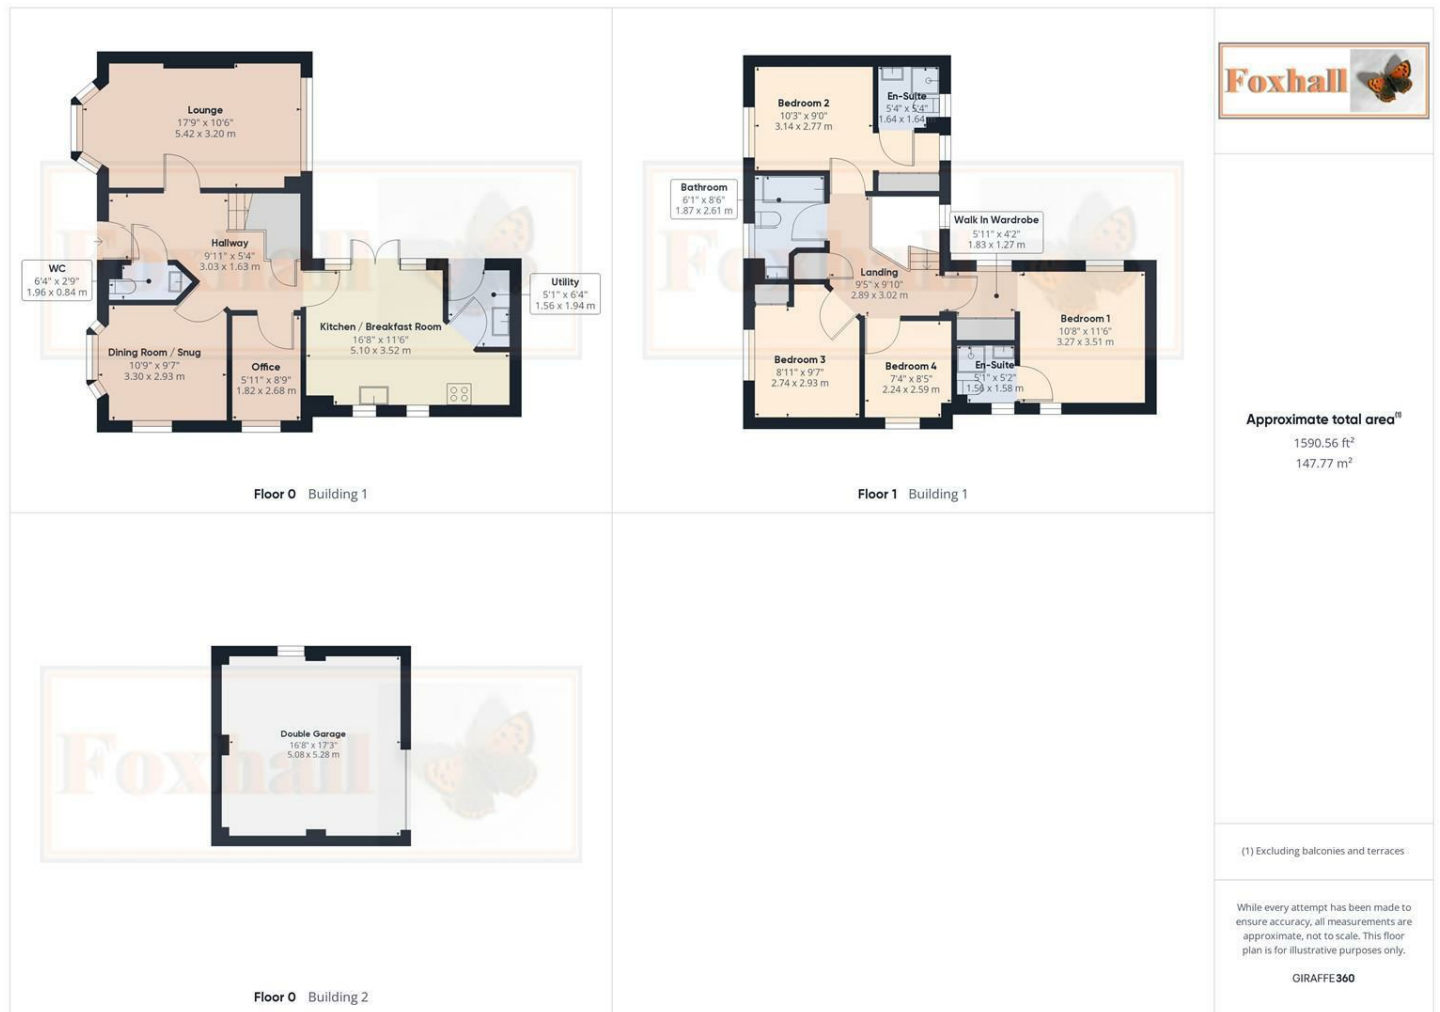 Lounge
17'9" x 10'6"
5.42 x 3.20 m
Hallway
9'11" x 5'4"
3.03 x 1.63 m
WC
6'4" x 2'9"
1.96 x 0.84 m
Utility
5'1" x 6'4"
1.56 x 1.94 m
Kitchen / Breakfast Room
16'8" x 11'6"
5.10 x 3.52 m
Dining Room / Snug
10'9" x 9'7"
3.30 x 2.93 m
Office
5'11" x 8'9"
1.82 x 2.68 m
Foxhall
Floor 0 Building 1
Bedroom 2
10'3" x 9'0"
3.14 x 2.77 m
En-Suite
5'4" x 5'4"
1.64 x 1.64 m
Bathroom
6'1" x 8'6"
1.87 x 2.61 m
Walk In Wardrobe
5'11" x 4'2"
1.83 x 1.27 m
Landing
9'5" x 9'10"
2.89 x 3.02 m
Bedroom 1
10'8" x 11'6"
3.27 x 3.51 m
Bedroom 3
8'11" x 9'7"
2.74 x 2.93 m
Bedroom 4
7'4" x 8'5"
2.24 x 2.59 m
En-Suite
5'1" x 5'2"
1.56 x 1.58 m
Foxhall
Floor 1 Building 1
Double Garage
16'8" x 17'3"
5.08 x 5.28 m
Foxhall
Floor 0 Building 2
Foxhall
Approximate total area(1)
1590.56 ft²
147.77 m²
(1) Excluding balconies and terraces
While every attempt has been made to
ensure accuracy, all measurements are
approximate, not to scale. This floor
plan is for illustrative purposes only.
GIRAFFE360